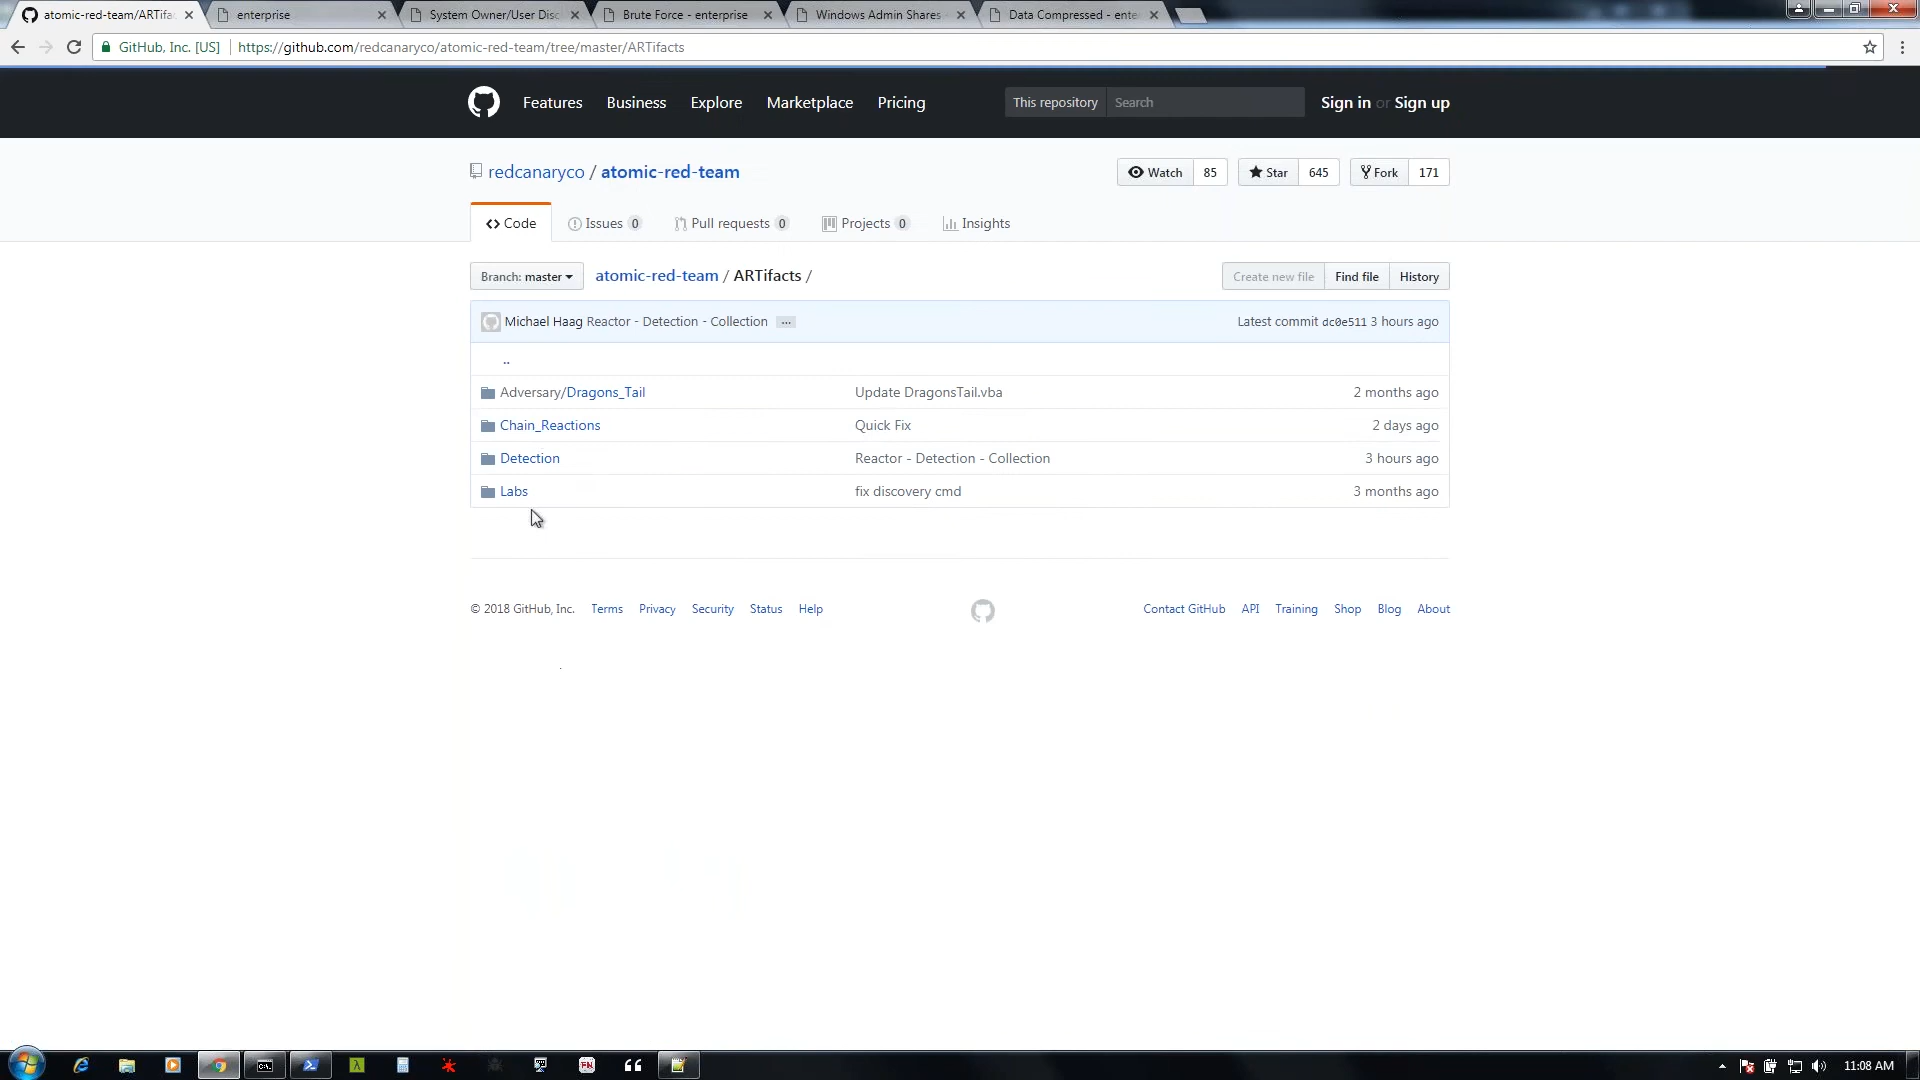 atomic-red-team/ARTifac
enterprise
System Owner/User Disc
Brute Force - enterprise
Windows Admin Shares -
Data Compressed - ente
GitHub, Inc. [US]
https://github.com/redcanaryco/atomic-red-team/tree/master/ARTifacts
Features Business Explore Marketplace Pricing
This repository Search
Sign in or Sign up
redcanaryco / atomic-red-team
Watch 85 Star 645 Fork 171
Code Issues 0 Pull requests 0 Projects 0 Insights
Branch: master atomic-red-team / ARTifacts /
Create new file Find file History
Michael Haag Reactor - Detection - Collection ...
Latest commit dc0e511 3 hours ago
..
Adversary/Dragons_Tail Update DragonsTail.vba 2 months ago
Chain_Reactions Quick Fix 2 days ago
Detection Reactor - Detection - Collection 3 hours ago
Labs fix discovery cmd 3 months ago
© 2018 GitHub, Inc. Terms Privacy Security Status Help
Contact GitHub API Training Shop Blog About
11:08 AM